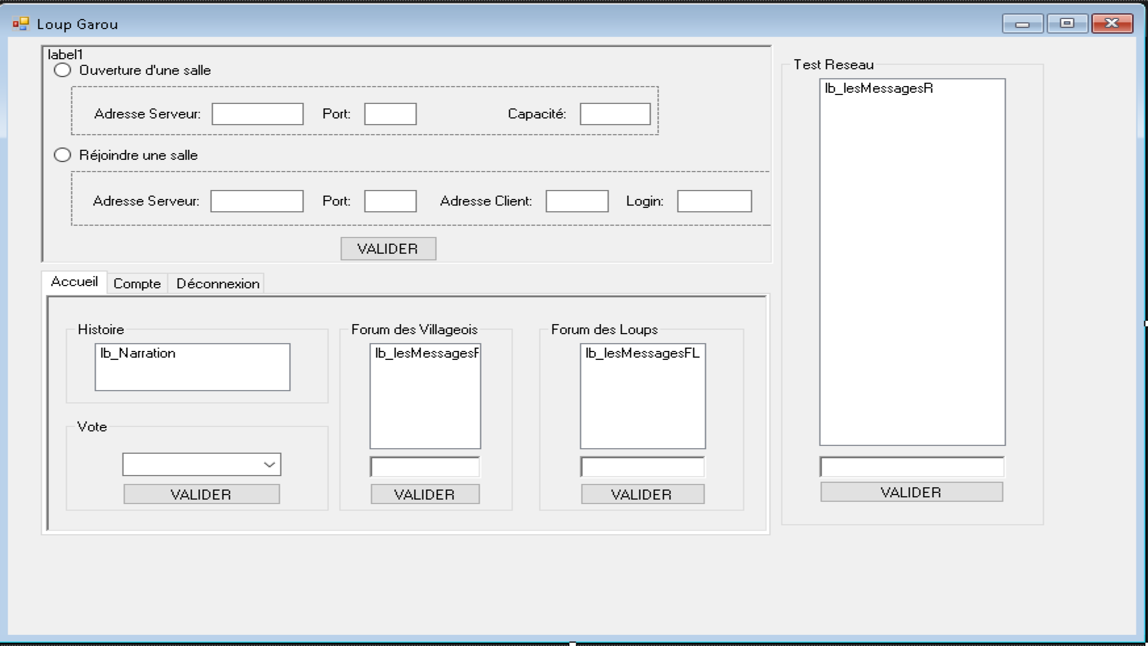 Loup Garou
label1
Ouverture d'une salle
Adresse Serveur: Port: Capacité:
Réjoindre une salle
Adresse Serveur: Port: Adresse Client: Login:
VALIDER
Test Reseau
lb_lesMessagesR
VALIDER
Accueil Compte Déconnexion
Histoire
lb_Narration
Vote
VALIDER
Forum des Villageois
lb_lesMessagesF
VALIDER
Forum des Loups
lb_lesMessagesFL
VALIDER